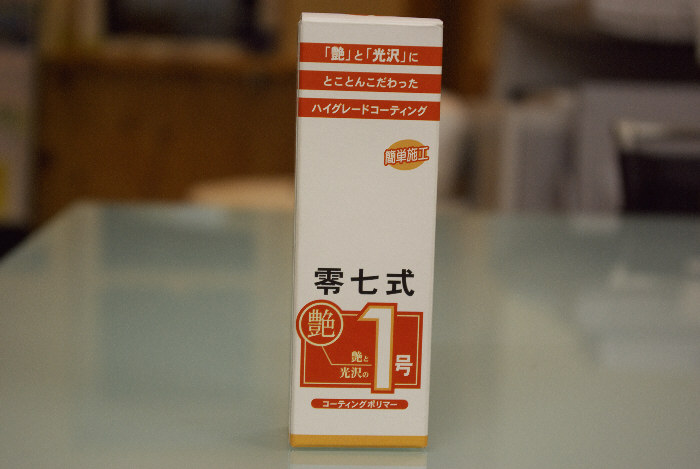 「艶」と「光沢」に
とことんこだわった
ハイグレードコーティング
簡単施工
零七式
艶
艶と
光沢の
1号
コーティングポリマー